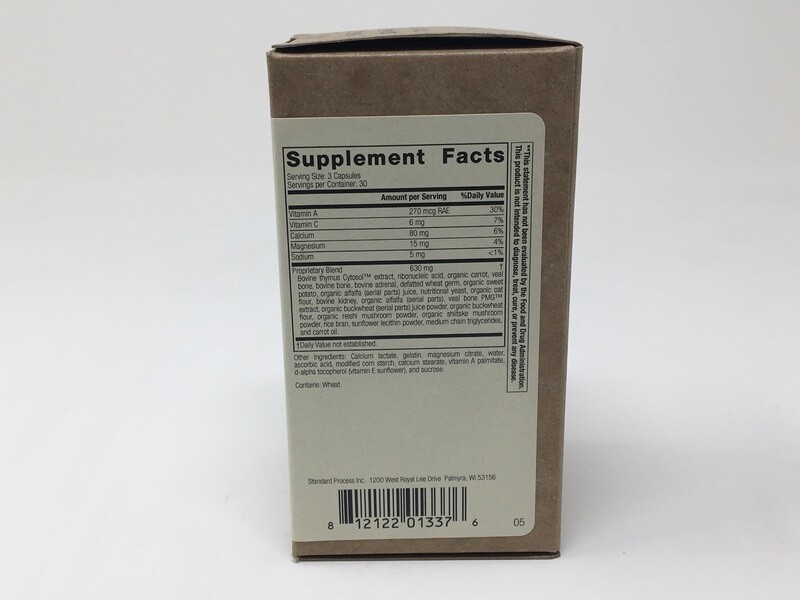 Supplement Facts
Serving Size: 3 Capsules
Servings per Container: 30
Amount per Serving %Daily Value
Vitamin A 270 mcg RAE 30%
Vitamin C 6 mg 7%
Calcium 80 mg 6%
Magnesium 15 mg 4%
Sodium 5 mg <1%
Proprietary Blend 630 mg †
Bovine thymus Cytosol™ extract, ribonucleic acid, organic carrot, veal
bone, bovine bone, bovine adrenal, defatted wheat germ, organic sweet
potato, organic alfalfa (aerial parts) juice, nutritional yeast, organic oat
flour, bovine kidney, organic alfalfa (aerial parts), veal bone PMG™
extract, organic buckwheat (aerial parts) juice powder, organic buckwheat
flour, organic reishi mushroom powder, organic shiitake mushroom
powder, rice bran, sunflower lecithin powder, medium chain triglycerides,
and carrot oil.
†Daily Value not established.
Other Ingredients: Calcium lactate, gelatin, magnesium citrate, water,
ascorbic acid, modified corn starch, calcium stearate, vitamin A palmitate,
d-alpha tocopherol (vitamin E sunflower), and sucrose.
Contains: Wheat.
**This statement has not been evaluated by the Food and Drug Administration.
This product is not intended to diagnose, treat, cure, or prevent any disease.
Standard Process Inc. 1200 West Royal Lee Drive Palmyra, WI 53156
8 12122 01337 6
05